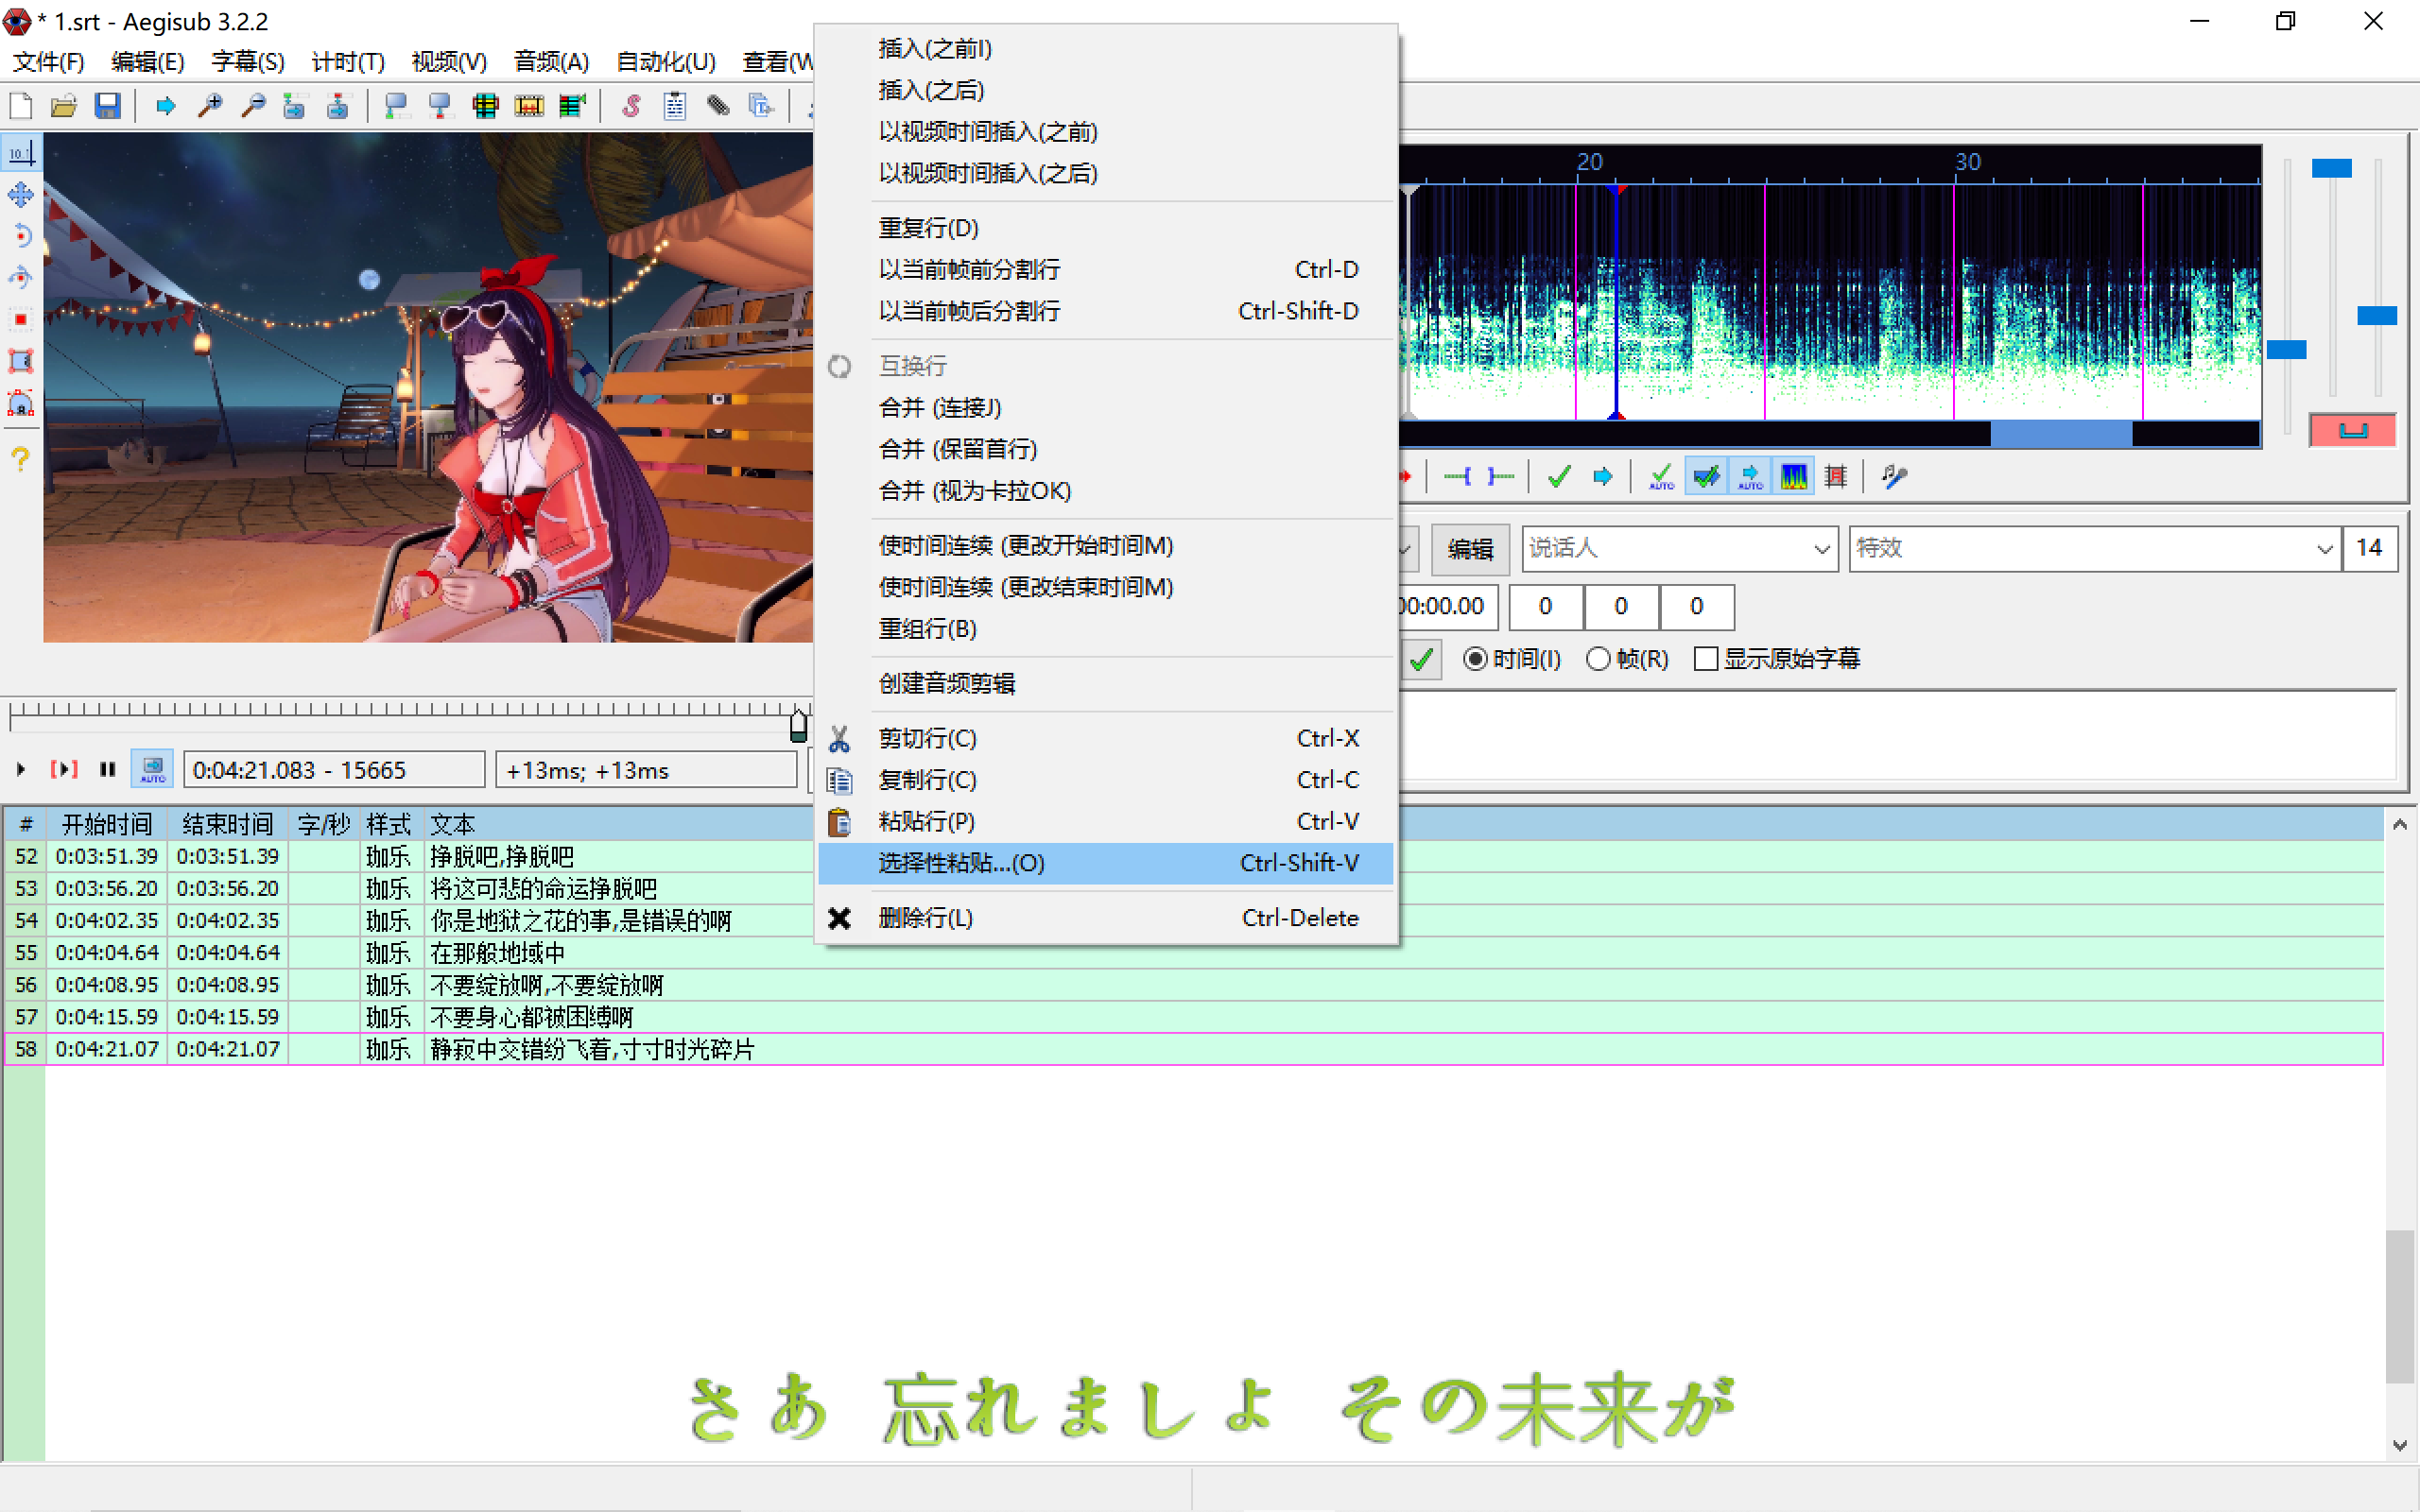 * 1.srt - Aegisub 3.2.2
文件(F) 编辑(E) 字幕(S) 计时(T) 视频(V) 音频(A) 自动化(U) 查看(W
插入(之前I)
插入(之后)
以视频时间插入(之前)
以视频时间插入(之后)
重复行(D)
以当前帧前分割行 Ctrl-D
以当前帧后分割行 Ctrl-Shift-D
互换行
合并 (连接J)
合并 (保留首行)
合并 (视为卡拉OK)
使时间连续 (更改开始时间M)
使时间连续 (更改结束时间M)
重组行(B)
创建音频剪辑
剪切行(C) Ctrl-X
复制行(C) Ctrl-C
粘贴行(P) Ctrl-V
选择性粘贴...(O) Ctrl-Shift-V
删除行(L) Ctrl-Delete
20 30
AUTO AUTO
编辑 说话人 特效 14
00:00.00 0 0 0
时间(I) 帧(R) 显示原始字幕
AUTO 0:04:21.083 - 15665 +13ms; +13ms
# 开始时间 结束时间 字/秒 样式 文本
52 0:03:51.39 0:03:51.39 珈乐 挣脱吧,挣脱吧
53 0:03:56.20 0:03:56.20 珈乐 将这可悲的命运挣脱吧
54 0:04:02.35 0:04:02.35 珈乐 你是地狱之花的事,是错误的啊
55 0:04:04.64 0:04:04.64 珈乐 在那般地域中
56 0:04:08.95 0:04:08.95 珈乐 不要绽放啊,不要绽放啊
57 0:04:15.59 0:04:15.59 珈乐 不要身心都被困缚啊
58 0:04:21.07 0:04:21.07 珈乐 静寂中交错纷飞着,寸寸时光碎片
さあ 忘れましょ その未来が